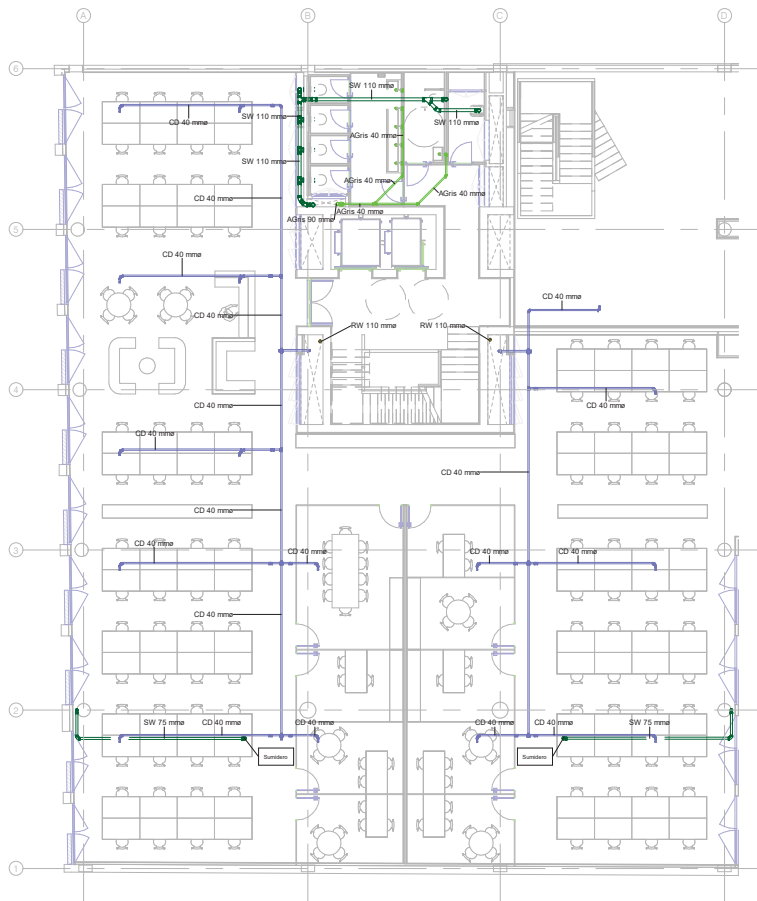 A B C D
6
SW 110 mmø
CD 40 mmø
SW 110 mmø
SW 110 mmø
AGris 40 mmø
SW 110 mmø
AGris 40 mmø
CD 40 mmø
AGris 40 mmø
AGris 40 mmø
AGris 90 mmø
5
CD 40 mmø
CD 40 mmø
CD 40 mmø
RW 110 mmø
RW 110 mmø
4
CD 40 mmø
CD 40 mmø
CD 40 mmø
CD 40 mmø
CD 40 mmø
3
CD 40 mmø
CD 40 mmø
CD 40 mmø
CD 40 mmø
CD 40 mmø
2
SW 75 mmø
CD 40 mmø
CD 40 mmø
CD 40 mmø
CD 40 mmø
SW 75 mmø
Sumidero
Sumidero
1